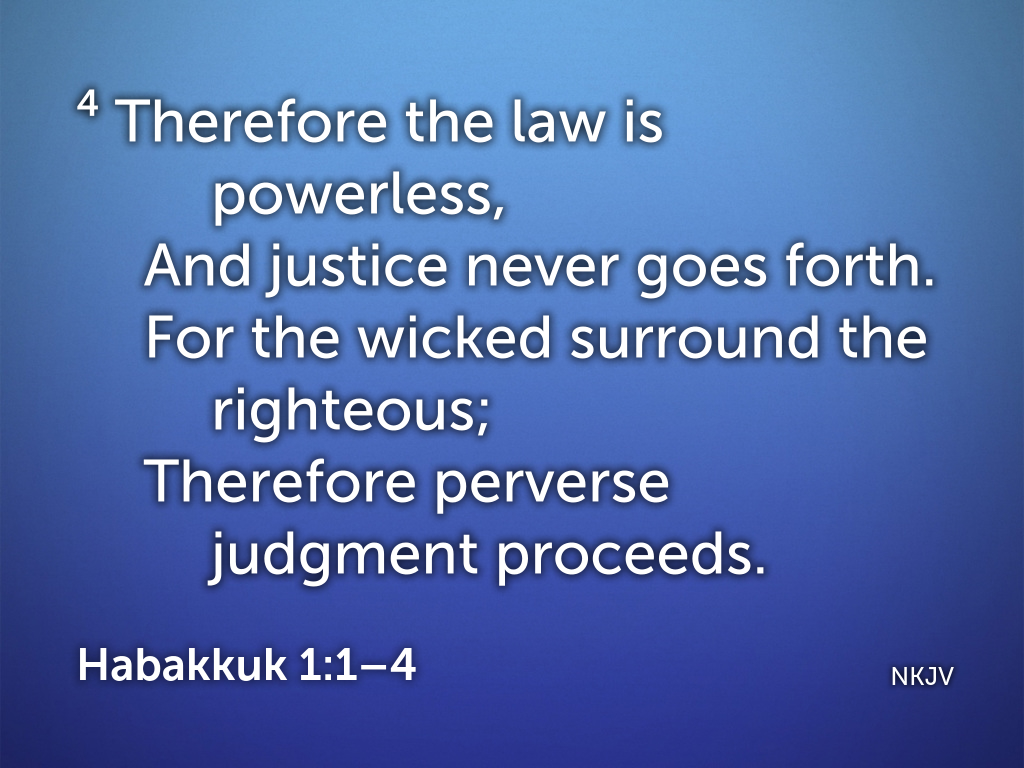 ⁴ Therefore the law is
powerless,
And justice never goes forth.
For the wicked surround the
righteous;
Therefore perverse
judgment proceeds.
Habakkuk 1:1–4
NKJV